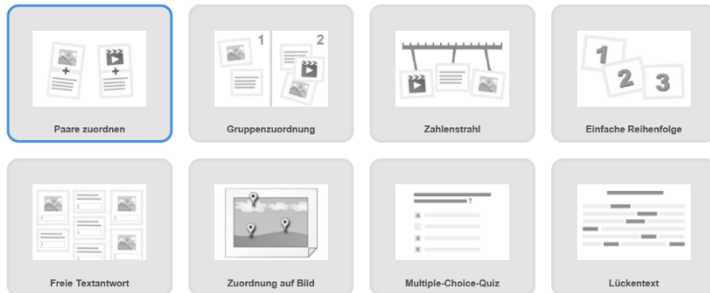 1 2
1 2 3
Paare zuordnen
Gruppenzuordnung
Zahlenstrahl
Einfache Reihenfolge
?
Freie Textantwort
Zuordnung auf Bild
Multiple-Choice-Quiz
Lückentext